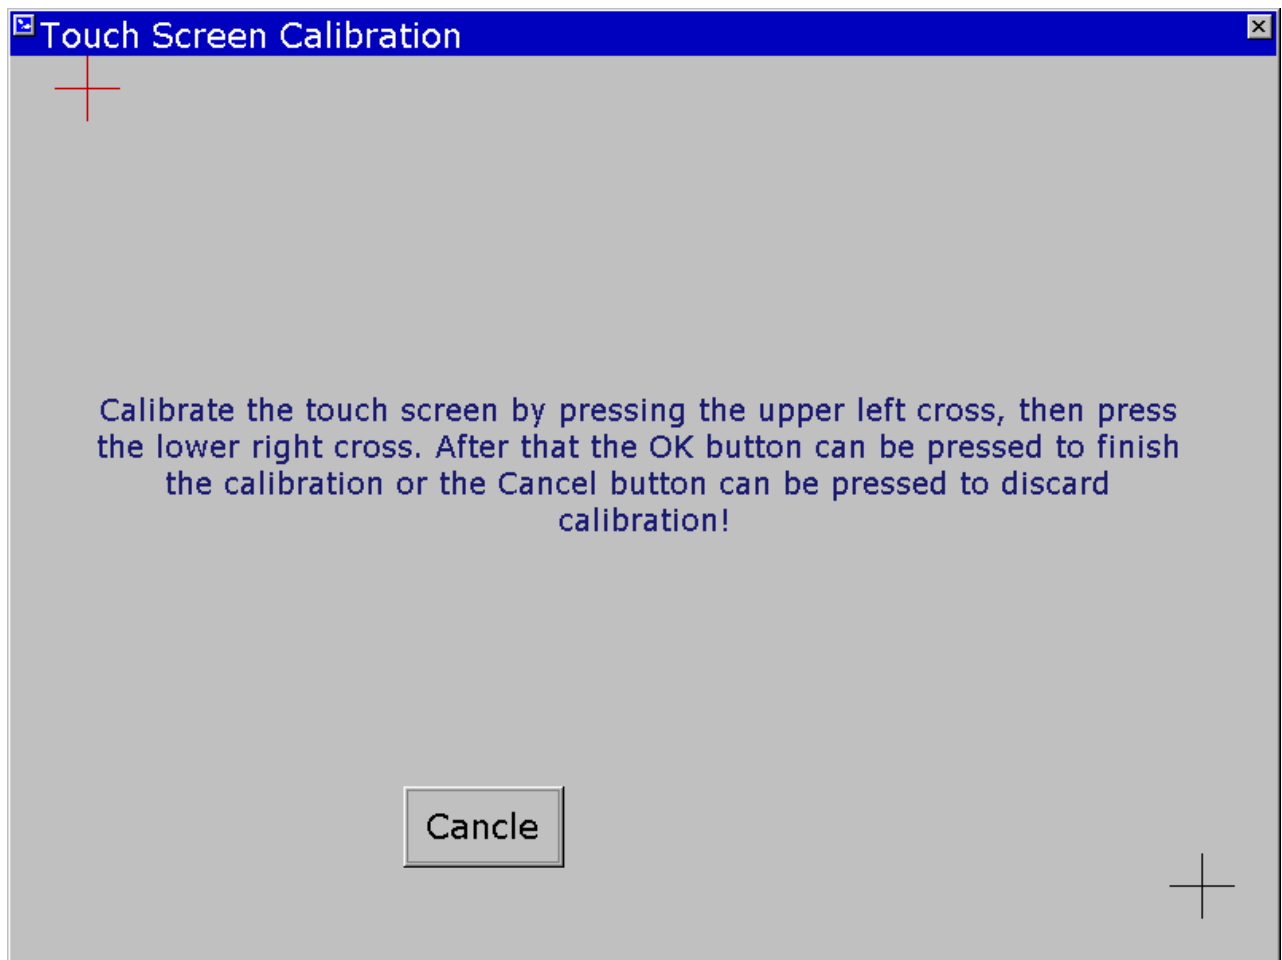 Touch Screen Calibration
Calibrate the touch screen by pressing the upper left cross, then press
the lower right cross. After that the OK button can be pressed to finish
the calibration or the Cancel button can be pressed to discard
calibration!
Cancle